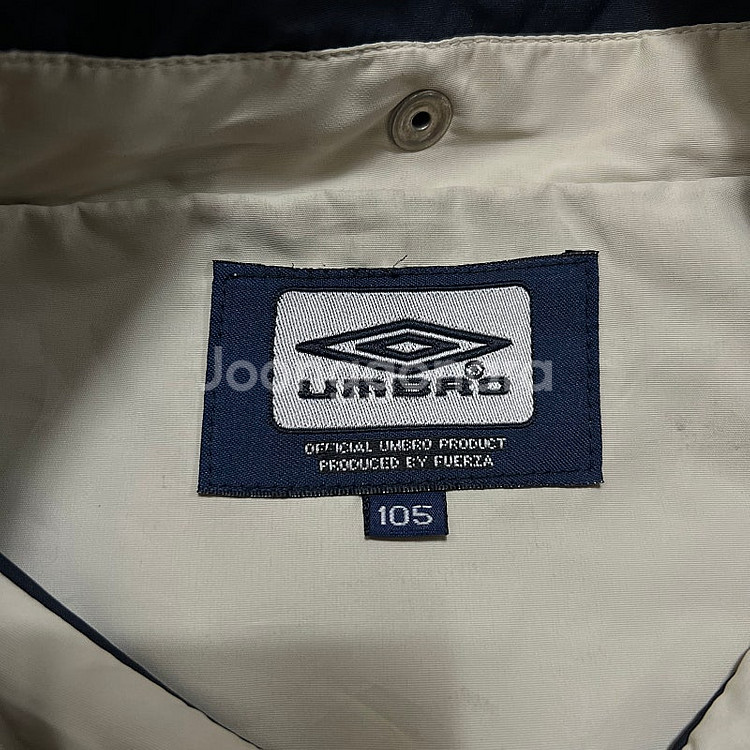 UMBRO®
OFFICIAL UMBRO PRODUCT
PRODUCED BY FUERZA
105